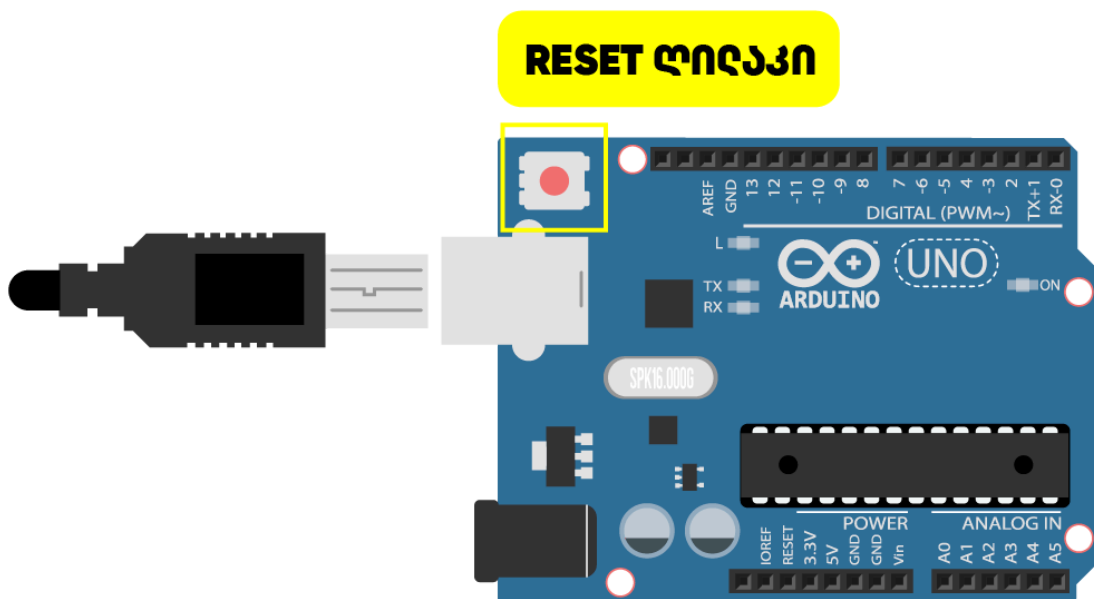 RESET ღილაკი
AREF
GND
13
12
~11
~10
~9
8
7
~6
~5
4
~3
2
TX→1
RX←0
DIGITAL (PWM~)
L
TX
RX
ARDUINO
UNO
ON
SPK16.000G
POWER
ANALOG IN
IOREF
RESET
3.3V
5V
GND
GND
Vin
A0
A1
A2
A3
A4
A5